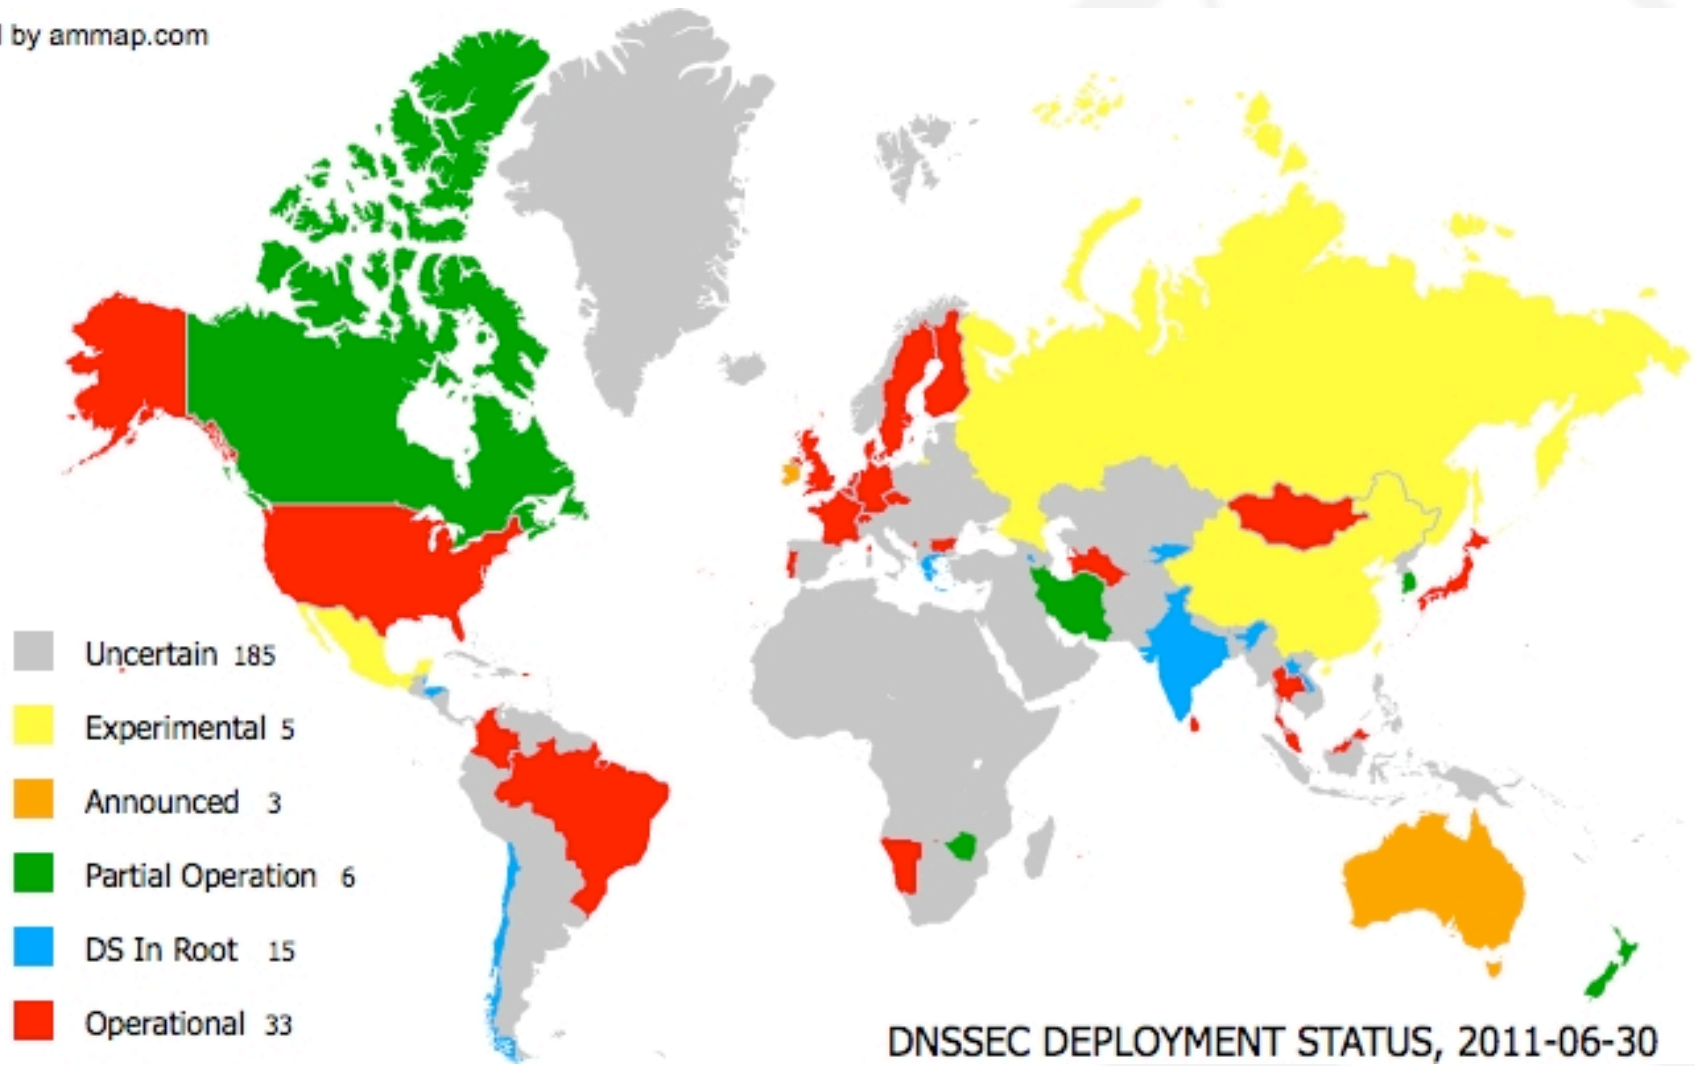 by ammap.com
Uncertain 185
Experimental 5
Announced 3
Partial Operation 6
DS In Root 15
Operational 33
DNSSEC DEPLOYMENT STATUS, 2011-06-30